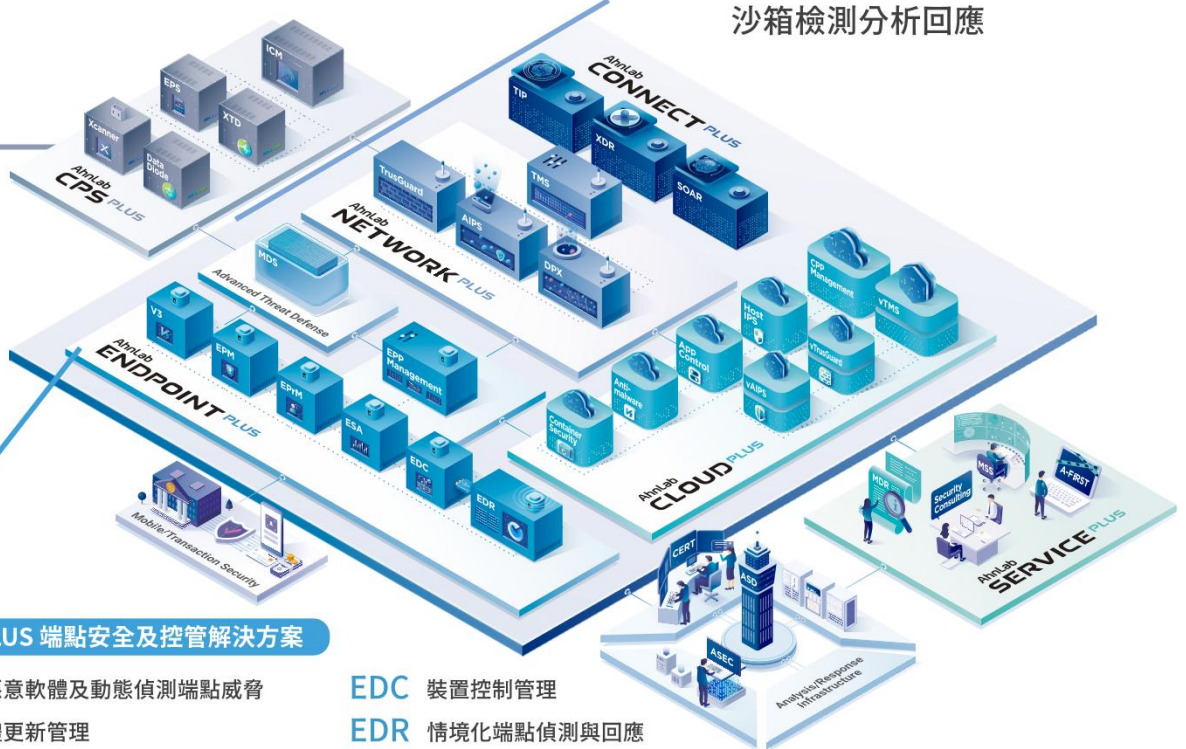 沙箱檢測分析回應
ICM
EPS
XTD
Xcanner
Data
Diode
AhnLab
CPS PLUS
AhnLab
CONNECT PLUS
TIP
XDR
SOAR
TrusGuard
TMS
AIPS
DPX
AhnLab
NETWORK PLUS
MDS
Advanced Threat Defense
V3
EPM
EPrM
ESA
EDC
EDR
EPP
Management
AhnLab
ENDPOINT PLUS
CPP
Management
vTMS
Host
IPS
vTrusGuard
App
Control
vAIPS
Anti-
malware
Container
Security
AhnLab
CLOUD PLUS
Mobile/Transaction Security
MSS
A-FIRST
MDR
Security
Consulting
AhnLab
SERVICE PLUS
CERT
ASD
ASEC
Analysis/Response
infrastructure
US 端點安全及控管解決方案
意軟體及動態偵測端點威脅
EDC 裝置控制管理
更新管理
EDR 情境化端點偵測與回應